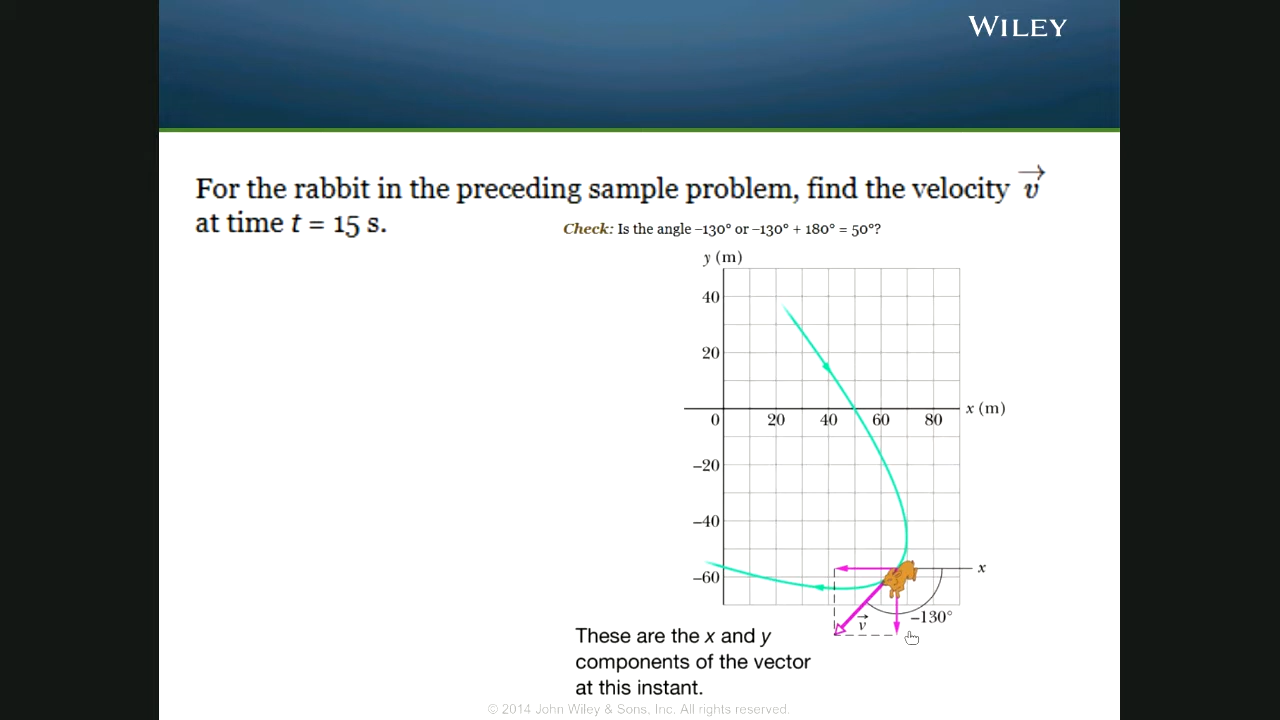 WILEY
For the rabbit in the preceding sample problem, find the velocity v
at time t = 15 s.
Check: Is the angle –130° or –130° + 180° = 50°?
y (m)
40
20
0 20 40 60 80 x (m)
–20
–40
–60
x
–130°
v
These are the x and y
components of the vector
at this instant.
© 2014 John Wiley & Sons, Inc. All rights reserved.